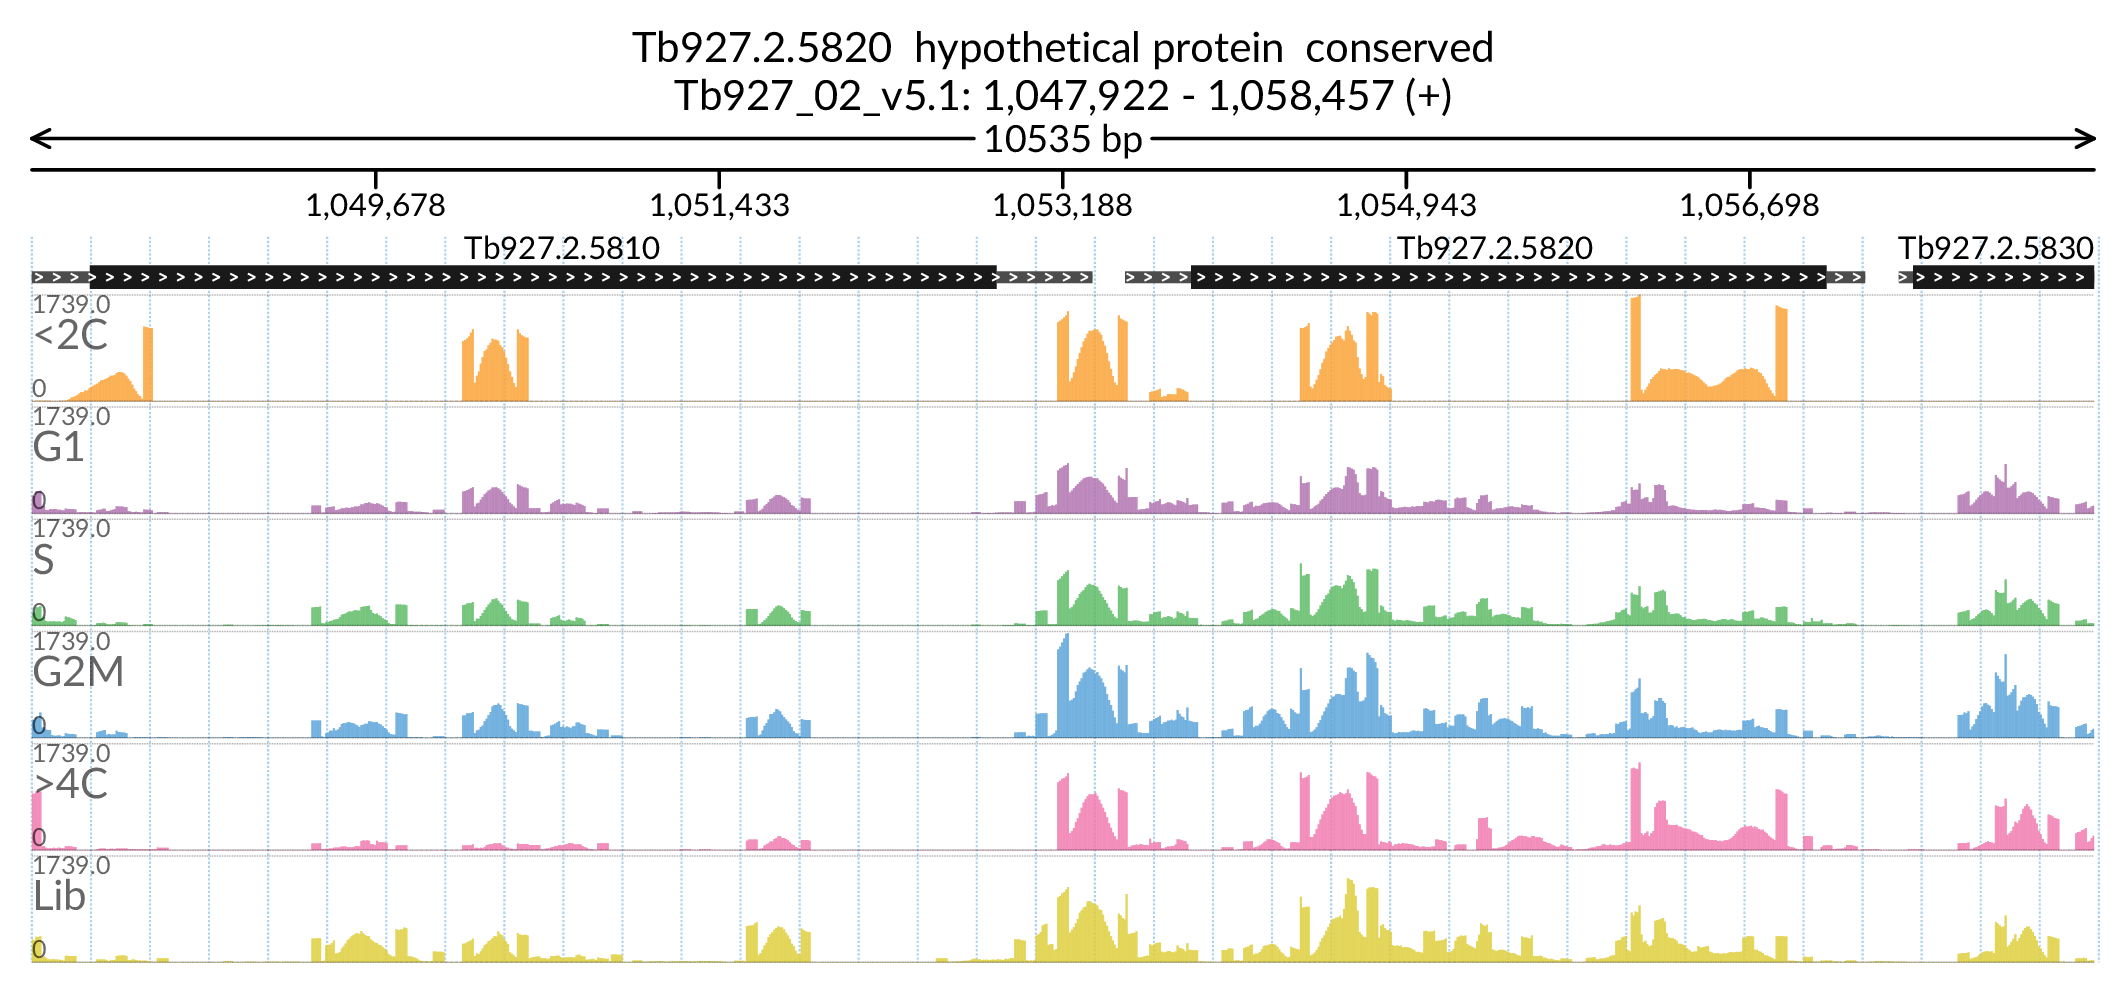 Tb927.2.5820  hypothetical protein  conserved
Tb927_02_v5.1: 1,047,922 - 1,058,457 (+)
10535 bp
1,049,678 1,051,433 1,053,188 1,054,943 1,056,698
Tb927.2.5810 Tb927.2.5820 Tb927.2.5830
1739.0
<2C
0
1739.0
G1
0
1739.0
S
0
1739.0
G2M
0
1739.0
>4C
0
1739.0
Lib
0